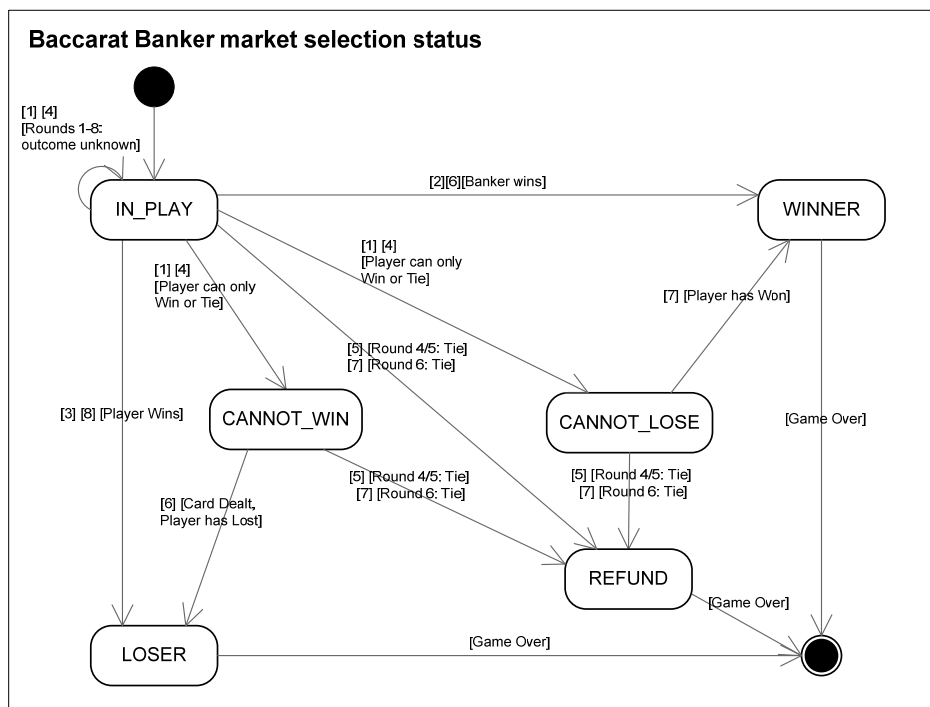 Baccarat Banker market selection status
[1] [4]
[Rounds 1-8:
outcome unknown]
IN_PLAY
[2][6][Banker wins]
WINNER
[1] [4]
[Player can only
Win or Tie]
[1] [4]
[Player can only
Win or Tie]
[7] [Player has Won]
[5] [Round 4/5: Tie]
[7] [Round 6: Tie]
[3] [8] [Player Wins]
CANNOT_WIN
CANNOT_LOSE
[Game Over]
[5] [Round 4/5: Tie]
[7] [Round 6: Tie]
[5] [Round 4/5: Tie]
[7] [Round 6: Tie]
[6] [Card Dealt,
Player has Lost]
REFUND
[Game Over]
LOSER
[Game Over]